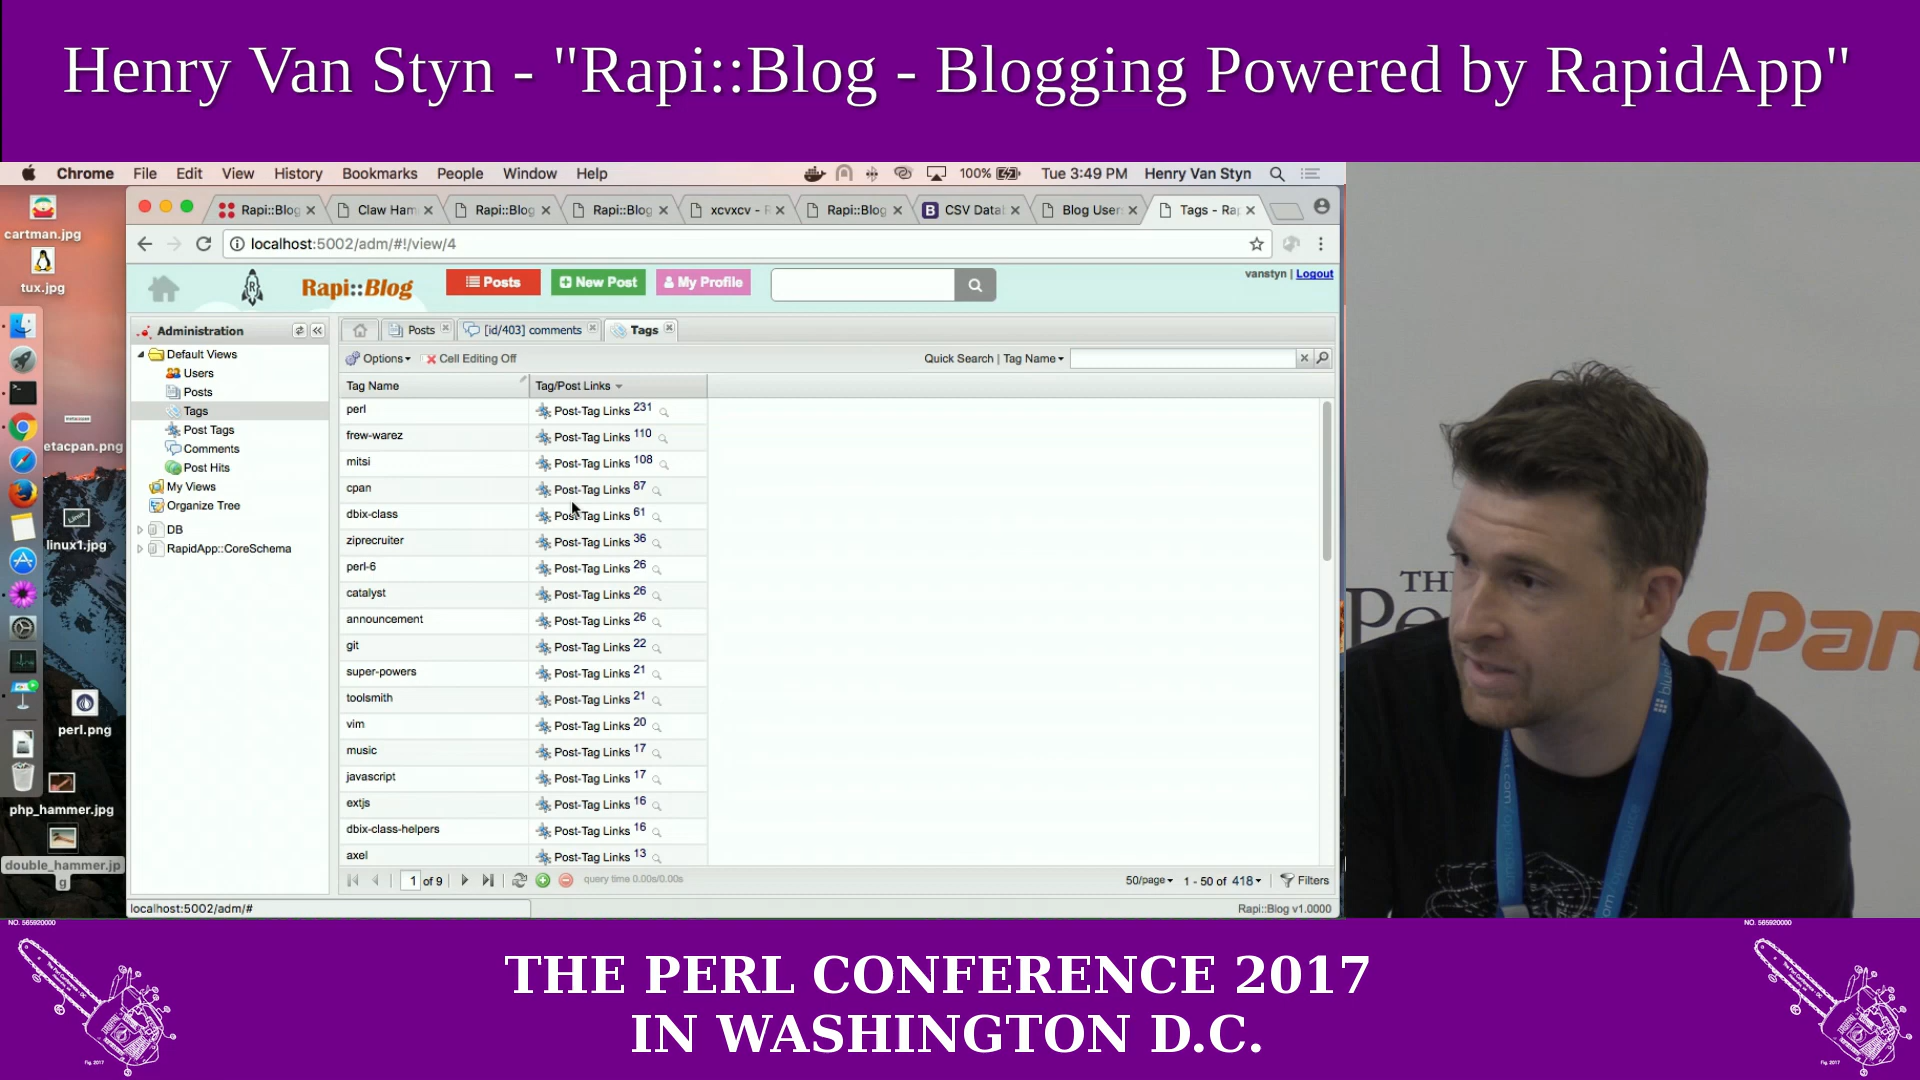 Henry Van Styn - "Rapi::Blog - Blogging Powered by RapidApp"
Chrome File Edit View History Bookmarks People Window Help 100% Tue 3:49 PM Henry Van Styn
Rapi::Blog Claw Ham Rapi::Blog Rapi::Blog xcvxcv - Rapi::Blog CSV Data Blog User Tags - Rap
localhost:5002/adm/#!/view/4
Rapi::Blog Posts New Post My Profile vanstyn | Logout
cartman.jpg
tux.jpg
etacpan.png
linux1.jpg
perl.png
php_hammer.jpg
double_hammer.jp
g
Administration
Default Views
Users
Posts
Tags
Post Tags
Comments
Post Hits
My Views
Organize Tree
DB
RapidApp::CoreSchema
Posts [id/403] comments Tags
Options Cell Editing Off Quick Search | Tag Name
Tag Name Tag/Post Links
perl Post-Tag Links 231
frew-warez Post-Tag Links 110
mitsi Post-Tag Links 108
cpan Post-Tag Links 87
dbix-class Post-Tag Links 61
ziprecruiter Post-Tag Links 36
perl-6 Post-Tag Links 26
catalyst Post-Tag Links 26
announcement Post-Tag Links 26
git Post-Tag Links 22
super-powers Post-Tag Links 21
toolsmith Post-Tag Links 21
vim Post-Tag Links 20
music Post-Tag Links 17
javascript Post-Tag Links 17
extjs Post-Tag Links 16
dbix-class-helpers Post-Tag Links 16
axel Post-Tag Links 13
1 of 9 query time 0.00s/0.00s 50/page 1 - 50 of 418 Filters
localhost:5002/adm/# Rapi::Blog v1.0000
THE
Pe
cPan
NO. 585920000
Fig. 2017
THE PERL CONFERENCE 2017
IN WASHINGTON D.C.
NO. 585920000
Fig. 2017